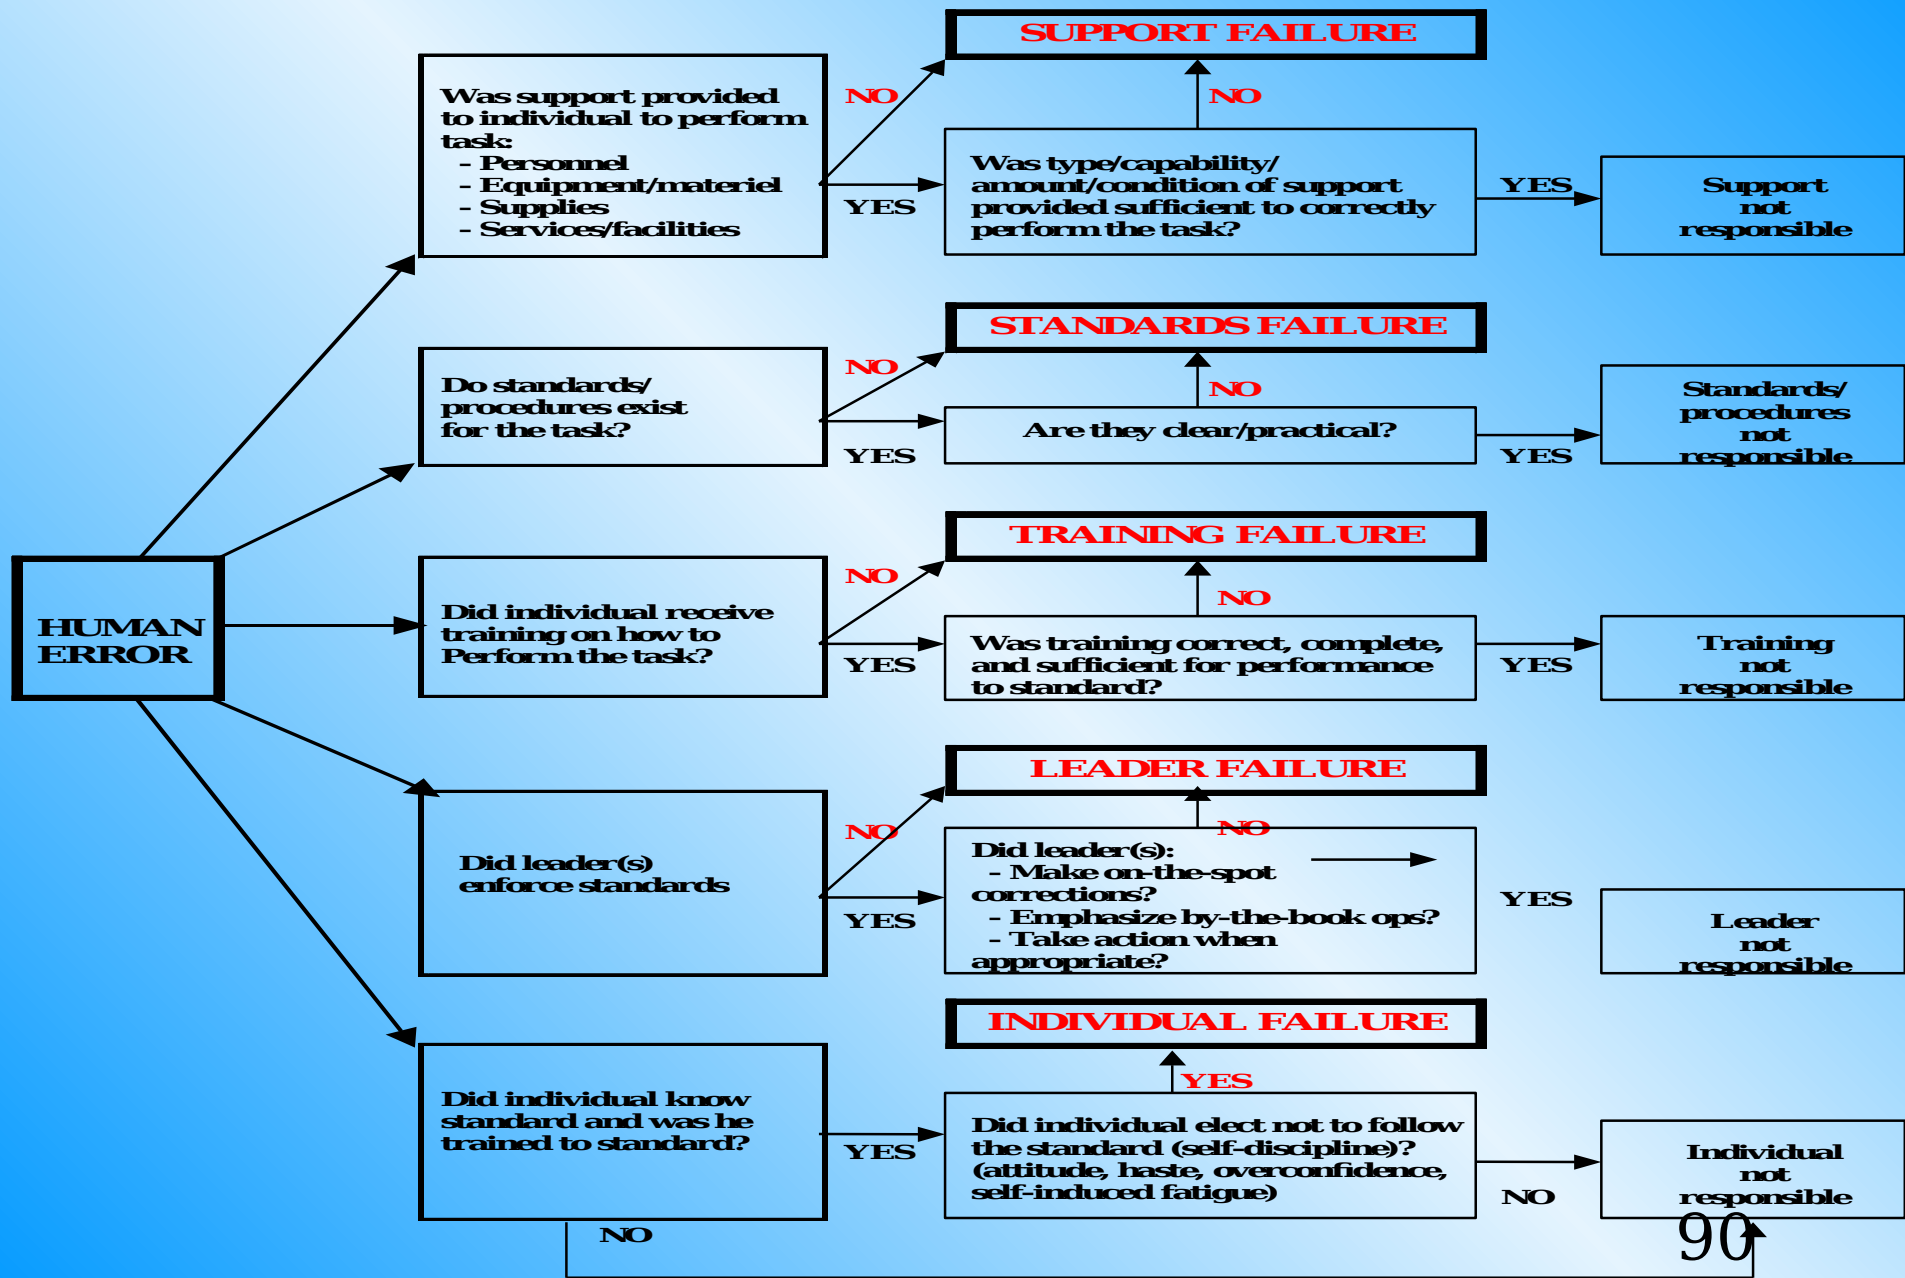 SUPPORT FAILURE
Was support provided
to individual to perform
task:
- Personnel
- Equipment/materiel
- Supplies
- Services/facilities
NO
YES
NO
Was type/capability/
amount/condition of support
provided sufficient to correctly
perform the task?
YES
Support
not
responsible
STANDARDS FAILURE
Do standards/
procedures exist
for the task?
NO
YES
NO
Are they clear/practical?
YES
Standards/
procedures
not
responsible
TRAINING FAILURE
HUMAN
ERROR
Did individual receive
training on how to
Perform the task?
NO
YES
NO
Was training correct, complete,
and sufficient for performance
to standard?
YES
Training
not
responsible
LEADER FAILURE
Did leader(s)
enforce standards
NO
YES
NO
Did leader(s):
- Make on-the-spot
corrections?
- Emphasize by-the-book ops?
- Take action when
appropriate?
YES
Leader
not
responsible
INDIVIDUAL FAILURE
Did individual know
standard and was he
trained to standard?
YES
YES
Did individual elect not to follow
the standard (self-discipline)?
(attitude, haste, overconfidence,
self-induced fatigue)
NO
Individual
not
responsible
NO
90